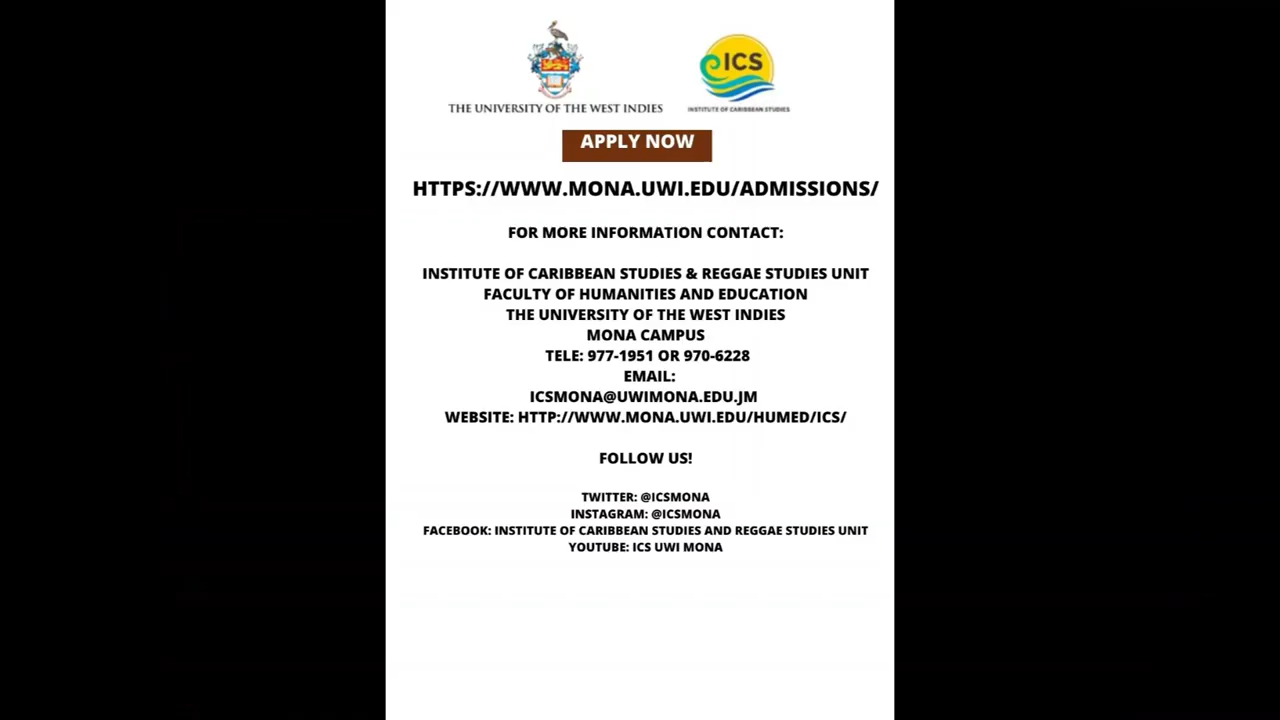 THE UNIVERSITY OF THE WEST INDIES
ICS
INSTITUTE OF CARIBBEAN STUDIES
APPLY NOW
HTTPS://WWW.MONA.UWI.EDU/ADMISSIONS/
FOR MORE INFORMATION CONTACT:
INSTITUTE OF CARIBBEAN STUDIES & REGGAE STUDIES UNIT
FACULTY OF HUMANITIES AND EDUCATION
THE UNIVERSITY OF THE WEST INDIES
MONA CAMPUS
TELE: 977-1951 OR 970-6228
EMAIL:
ICSMONA@UWIMONA.EDU.JM
WEBSITE: HTTP://WWW.MONA.UWI.EDU/HUMED/ICS/
FOLLOW US!
TWITTER: @ICSMONA
INSTAGRAM: @ICSMONA
FACEBOOK: INSTITUTE OF CARIBBEAN STUDIES AND REGGAE STUDIES UNIT
YOUTUBE: ICS UWI MONA